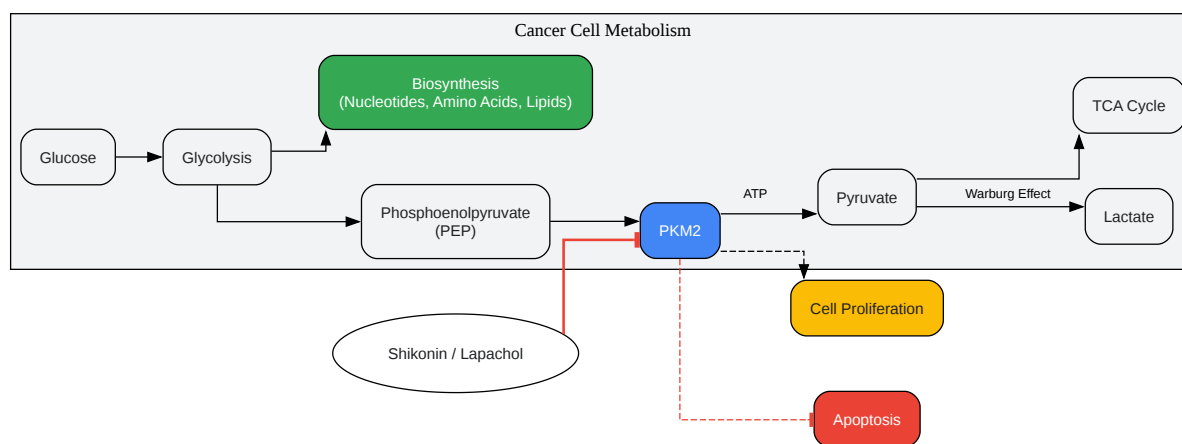 Cancer Cell Metabolism
Biosynthesis
(Nucleotides, Amino Acids, Lipids)
TCA Cycle
Glucose
Glycolysis
Phosphoenolpyruvate
(PEP)
PKM2
ATP
Pyruvate
Warburg Effect
Lactate
Cell Proliferation
Shikonin / Lapachol
Apoptosis